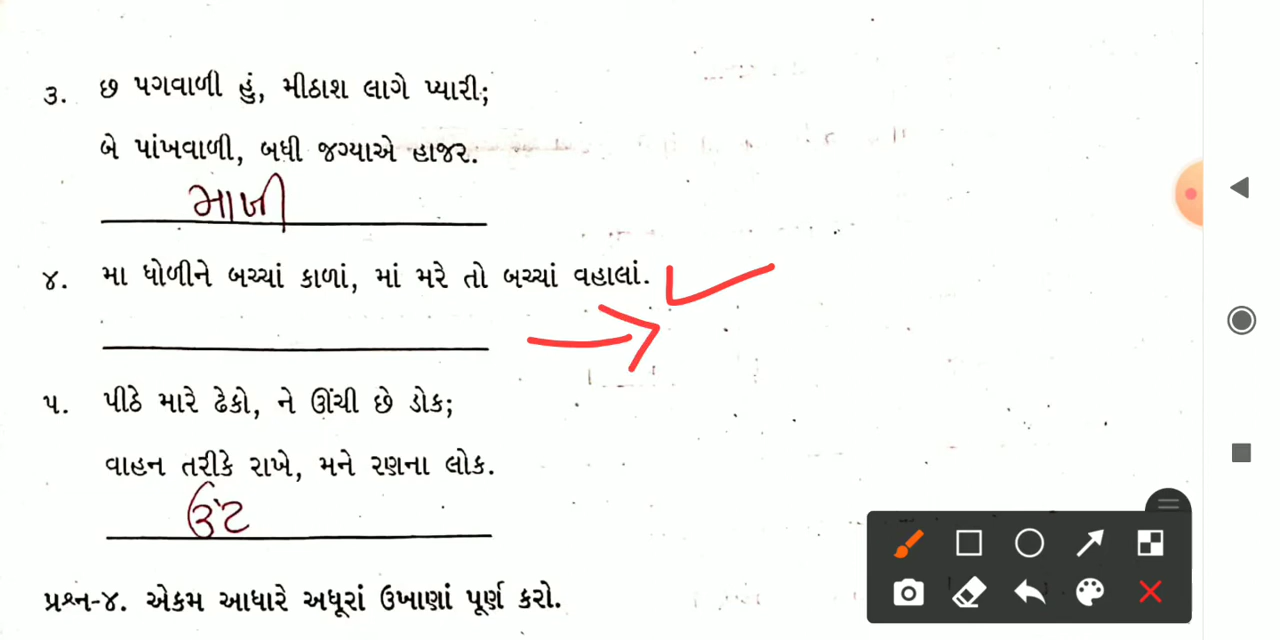 ૩. છ પગવાળી હું, મીઠાશ લાગે પ્યારી;
બે પાંખવાળી, બધી જગ્યાએ હાજર.
માખી
૪. મા ધોળીને બચ્ચાં કાળાં, માં મરે તો બચ્ચાં વહાલાં.
૫. પીઠે મારે ઢેકો, ને ઊંચી છે ડોક;
વાહન તરીકે રાખે, મને રણના લોક.
ઉંટ
પ્રશ્ન-૪. એકમ આધારે અધૂરાં ઉખાણાં પૂર્ણ કરો.